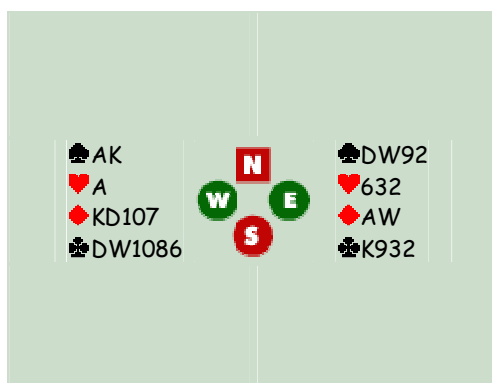 ♠AK
♥A
♦KD107
♣DW1086
N
W E
S
♠DW92
♥632
♦AW
♣K932